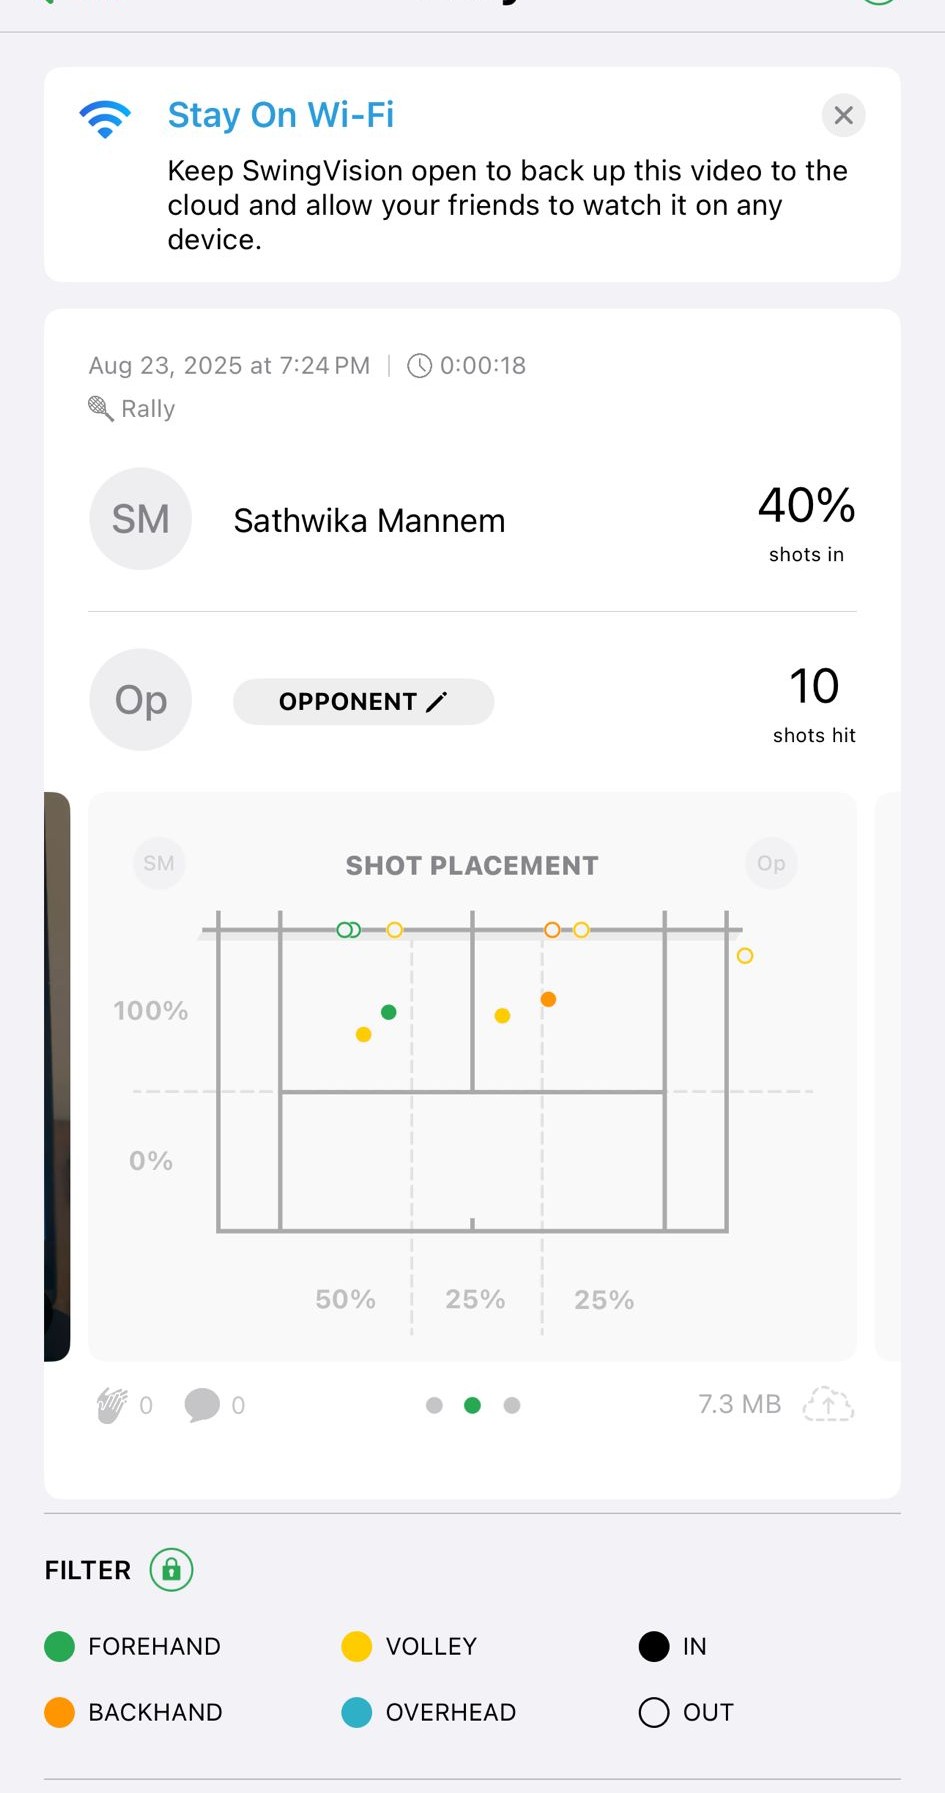 Stay On Wi-Fi
Keep SwingVision open to back up this video to the
cloud and allow your friends to watch it on any
device.
Aug 23, 2025 at 7:24 PM | 0:00:18
Rally
SM
Sathwika Mannem
40%
shots in
Op
OPPONENT
10
shots hit
SM
SHOT PLACEMENT
Op
100%
0%
50%
25%
25%
0
0
7.3 MB
FILTER
FOREHAND
VOLLEY
IN
BACKHAND
OVERHEAD
OUT